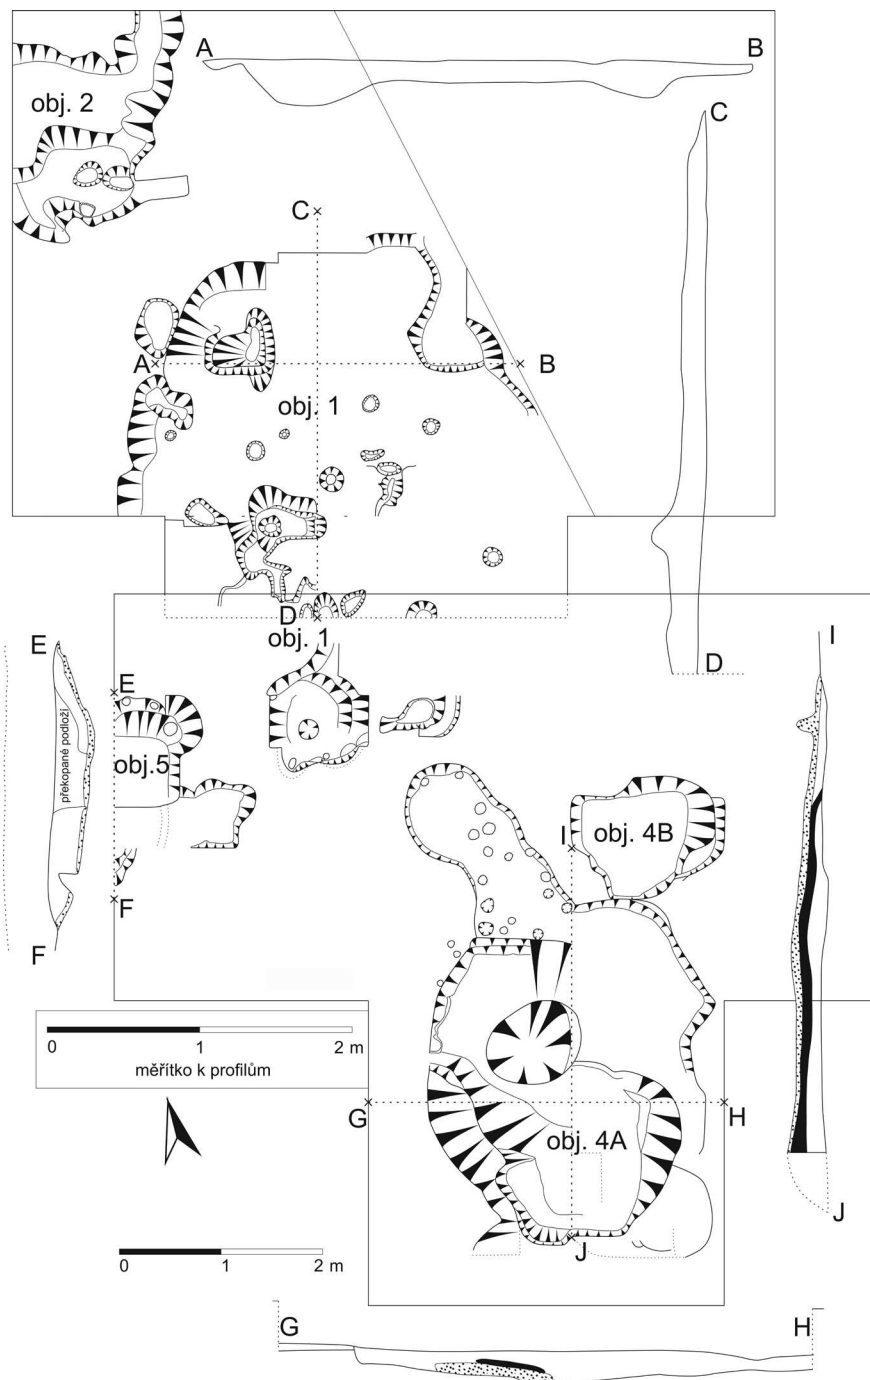 A
B
obj. 2
C
C
A
B
obj. 1
D
obj. 1
D
E
E
I
překopané podloží
obj.5
I
obj. 4B
F
F
0 1 2 m
měřítko k profilům
G
H
obj. 4A
J
J
0 1 2 m
G
H